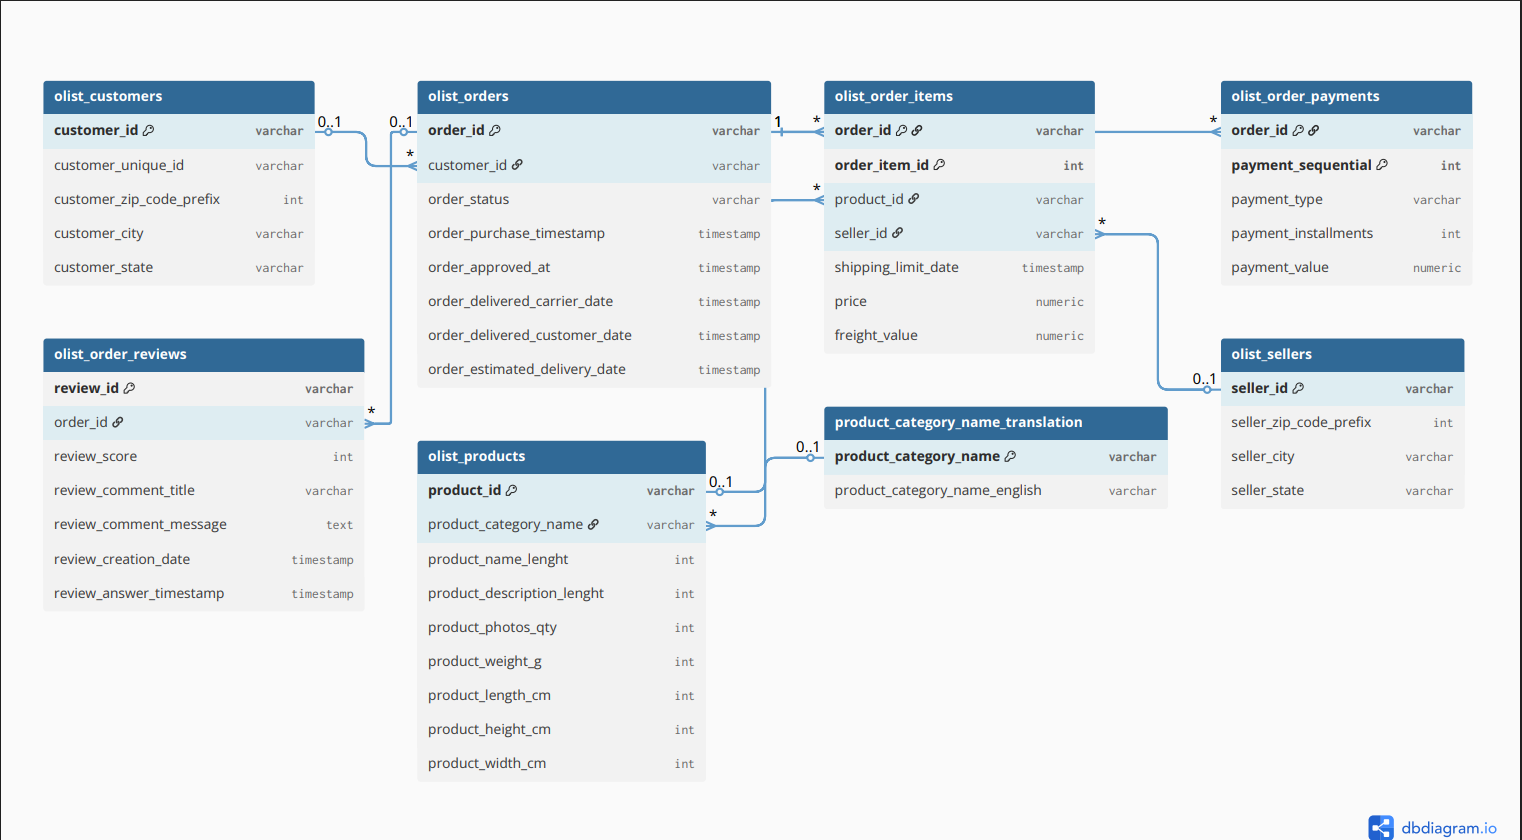 olist_customers
customer_id varchar
customer_unique_id varchar
customer_zip_code_prefix int
customer_city varchar
customer_state varchar
0..1
*
0..1
olist_orders
order_id varchar
customer_id varchar
order_status varchar
order_purchase_timestamp timestamp
order_approved_at timestamp
order_delivered_carrier_date timestamp
order_delivered_customer_date timestamp
order_estimated_delivery_date timestamp
1
*
*
olist_order_items
order_id varchar
order_item_id int
product_id varchar
seller_id varchar
shipping_limit_date timestamp
price numeric
freight_value numeric
*
*
olist_order_payments
order_id varchar
payment_sequential int
payment_type varchar
payment_installments int
payment_value numeric
olist_order_reviews
review_id varchar
order_id varchar
review_score int
review_comment_title varchar
review_comment_message text
review_creation_date timestamp
review_answer_timestamp timestamp
*
olist_products
product_id varchar
product_category_name varchar
product_name_lenght int
product_description_lenght int
product_photos_qty int
product_weight_g int
product_length_cm int
product_height_cm int
product_width_cm int
0..1
*
0..1
product_category_name_translation
product_category_name varchar
product_category_name_english varchar
0..1
olist_sellers
seller_id varchar
seller_zip_code_prefix int
seller_city varchar
seller_state varchar
dbdiagram.io